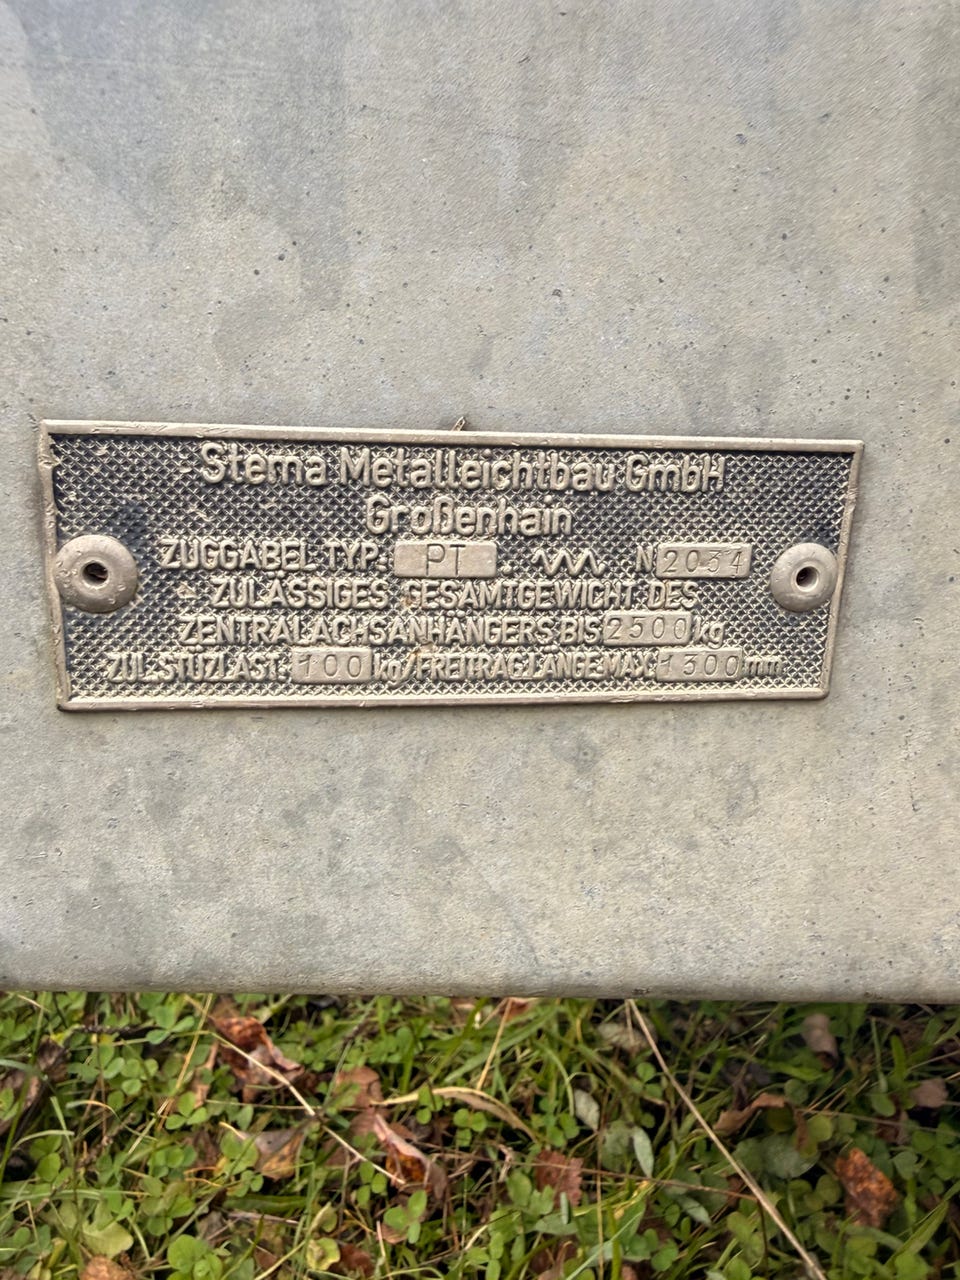 Stema Metalleichtbau GmbH
Großenhain
ZUGGABEL TYP: PT N 2034
ZULÄSSIGES GESAMTGEWICHT DES
ZENTRALACHSANHÄNGERS BIS 2500 kg
ZUL.STÜZLAST: 100 kg/FREITRAGLÄNGE MAX. 1300 mm